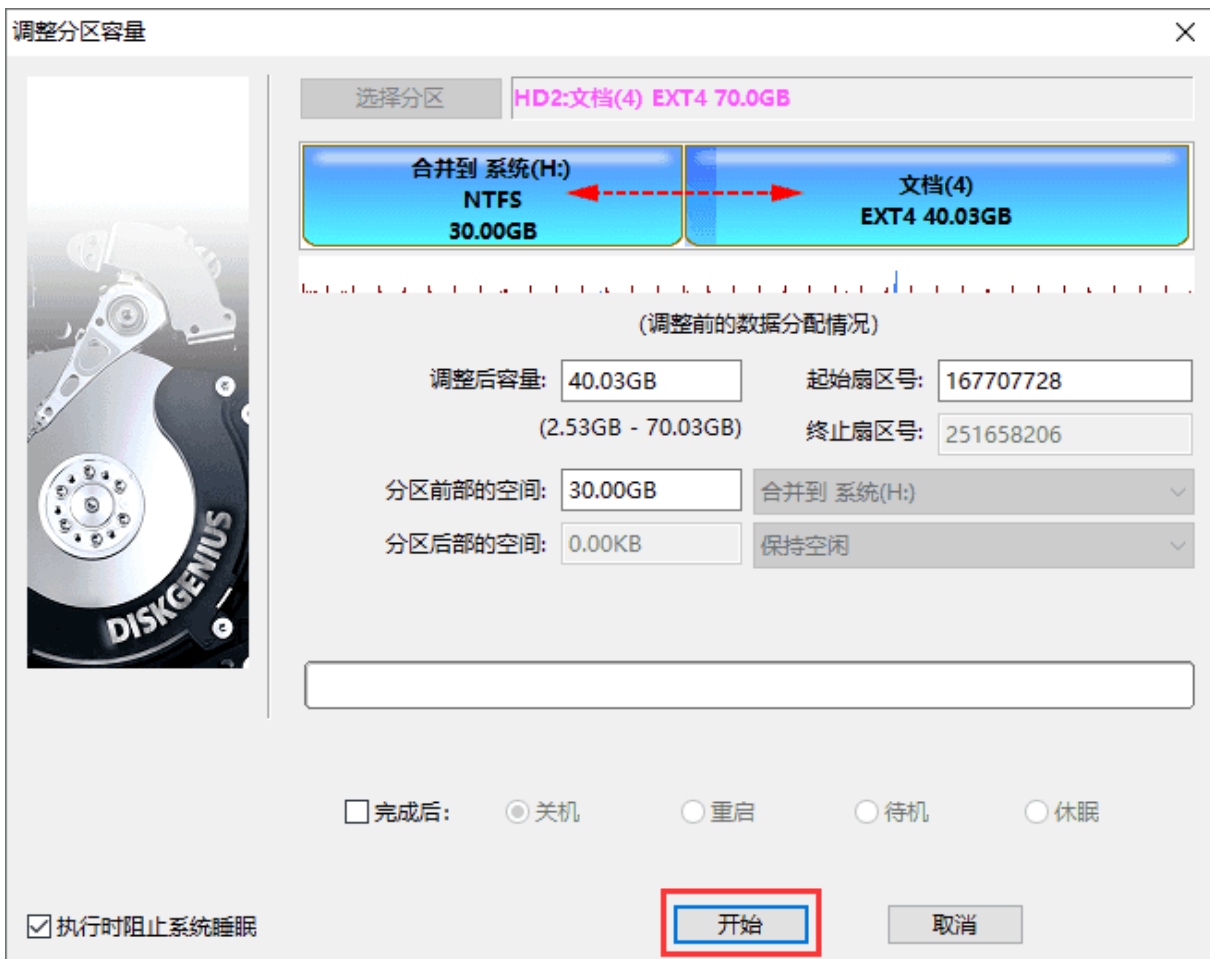 调整分区容量
选择分区
HD2:文档(4) EXT4 70.0GB
合并到 系统(H:)
NTFS
30.00GB
文档(4)
EXT4 40.03GB
(调整前的数据分配情况)
调整后容量: 40.03GB
起始扇区号: 167707728
(2.53GB - 70.03GB)
终止扇区号: 251658206
分区前部的空间: 30.00GB 合并到 系统(H:)
分区后部的空间: 0.00KB 保持空闲
DISKGENIUS
完成后: 关机 重启 待机 休眠
执行时阻止系统睡眠
开始
取消